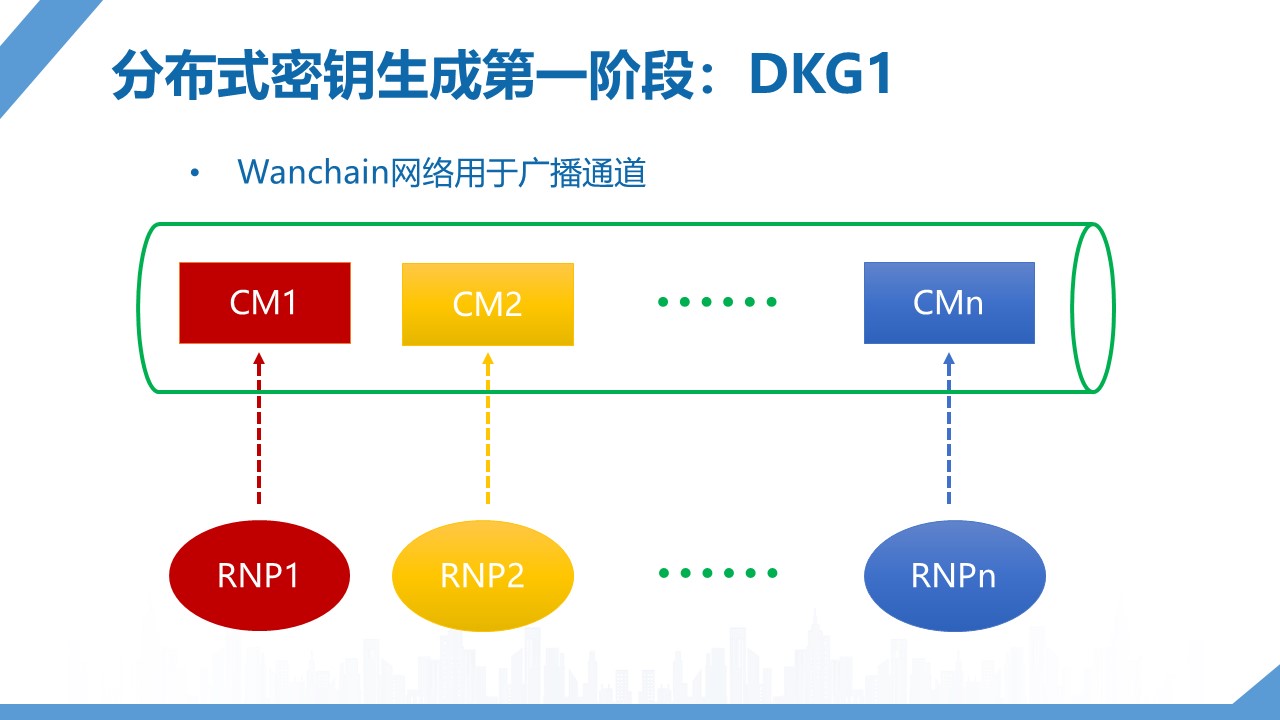 分布式密钥生成第一阶段：DKG1
• Wanchain网络用于广播通道
CM1 CM2 •••••• CMn
RNP1 RNP2 •••••• RNPn